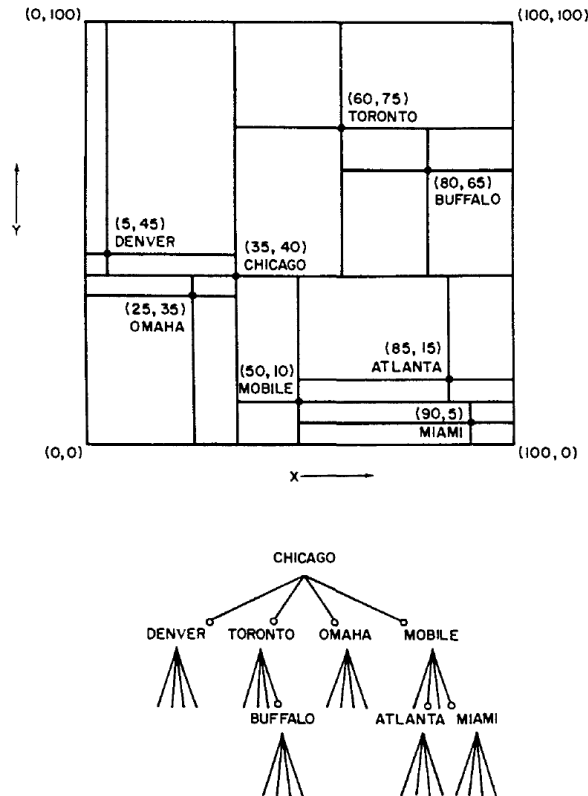 (0,100)
(100,100)
(60,75)
TORONTO
(80,65)
BUFFALO
Y
(5,45)
DENVER
(35,40)
CHICAGO
(25,35)
OMAHA
(85,15)
ATLANTA
(50,10)
MOBILE
(90,5)
MIAMI
(0,0)
(100,0)
X
CHICAGO
DENVER TORONTO OMAHA MOBILE
BUFFALO ATLANTA MIAMI